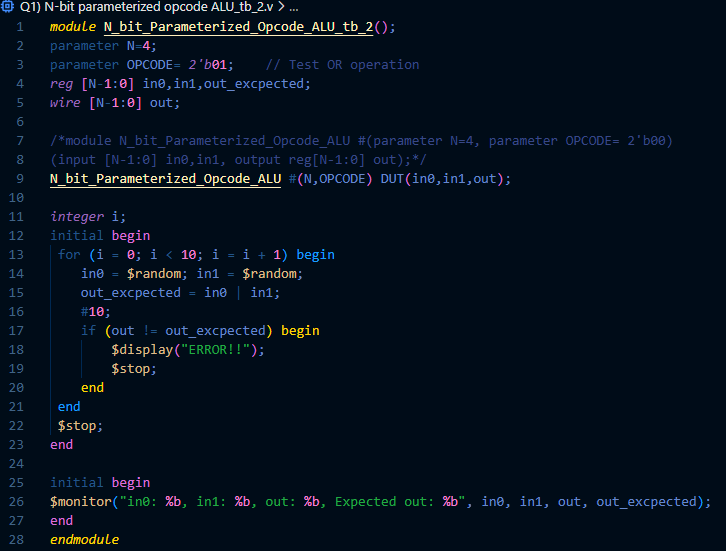 Q1) N-bit parameterized opcode ALU_tb_2.v > ...
1 module N_bit_Parameterized_Opcode_ALU_tb_2();
2 parameter N=4;
3 parameter OPCODE= 2'b01;    // Test OR operation
4 reg [N-1:0] in0,in1,out_excpected;
5 wire [N-1:0] out;
6
7 /*module N_bit_Parameterized_Opcode_ALU #(parameter N=4, parameter OPCODE= 2'b00)
8 (input [N-1:0] in0,in1, output reg[N-1:0] out);*/
9 N_bit_Parameterized_Opcode_ALU #(N,OPCODE) DUT(in0,in1,out);
10
11 integer i;
12 initial begin
13  for (i = 0; i < 10; i = i + 1) begin
14     in0 = $random; in1 = $random;
15     out_excpected = in0 | in1;
16     #10;
17     if (out != out_excpected) begin
18         $display("ERROR!!");
19         $stop;
20     end
21  end
22  $stop;
23 end
24
25 initial begin
26 $monitor("in0: %b, in1: %b, out: %b, Expected out: %b", in0, in1, out, out_excpected);
27 end
28 endmodule